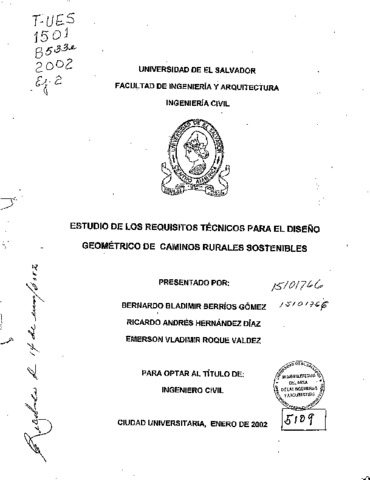 T-UES
1501
B533e
2002
Ej. 2
UNIVERSIDAD DE EL SALVADOR
FACULTAD DE INGENIERÍA Y ARQUITECTURA
INGENIERÍA CIVIL
ESTUDIO DE LOS REQUISITOS TÉCNICOS PARA EL DISEÑO
GEOMÉTRICO DE CAMINOS RURALES SOSTENIBLES
PRESENTADO POR:
15101766
BERNARDO BLADIMIR BERRÍOS GÓMEZ
15101766
RICARDO ANDRÉS HERNÁNDEZ DÍAZ
EMERSON VLADIMIR ROQUE VALDEZ
PARA OPTAR AL TÍTULO DE:
INGENIERO CIVIL
5109
CIUDAD UNIVERSITARIA, ENERO DE 2002